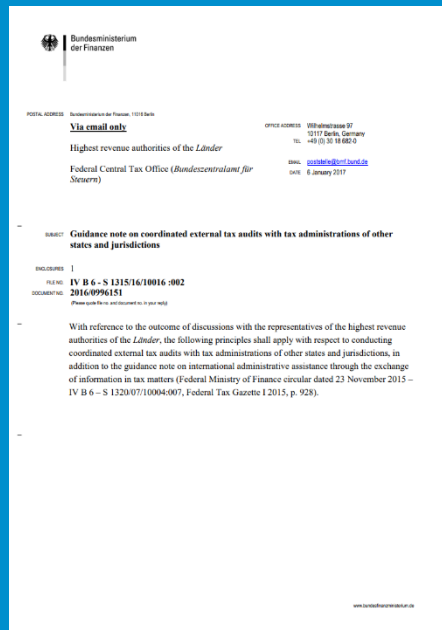 Bundesministerium
der Finanzen
POSTAL ADDRESS Bundesministerium der Finanzen, 11016 Berlin
Via email only
Highest revenue authorities of the Länder
Federal Central Tax Office (Bundeszentralamt für
Steuern)
OFFICE ADDRESS Wilhelmstrasse 97
10117 Berlin, Germany
TEL +49 (0) 30 18 682-0
EMAIL poststelle@bmf.bund.de
DATE 6 January 2017
SUBJECT Guidance note on coordinated external tax audits with tax administrations of other
states and jurisdictions
ENCLOSURES 1
FILE NO. IV B 6 - S 1315/16/10016 :002
DOCUMENT NO. 2016/0996151
(Please quote file no. and document no. in your reply)
With reference to the outcome of discussions with the representatives of the highest revenue
authorities of the Länder, the following principles shall apply with respect to conducting
coordinated external tax audits with tax administrations of other states and jurisdictions, in
addition to the guidance note on international administrative assistance through the exchange
of information in tax matters (Federal Ministry of Finance circular dated 23 November 2015 –
IV B 6 – S 1320/07/10004:007, Federal Tax Gazette I 2015, p. 928).
www.bundesfinanzministerium.de